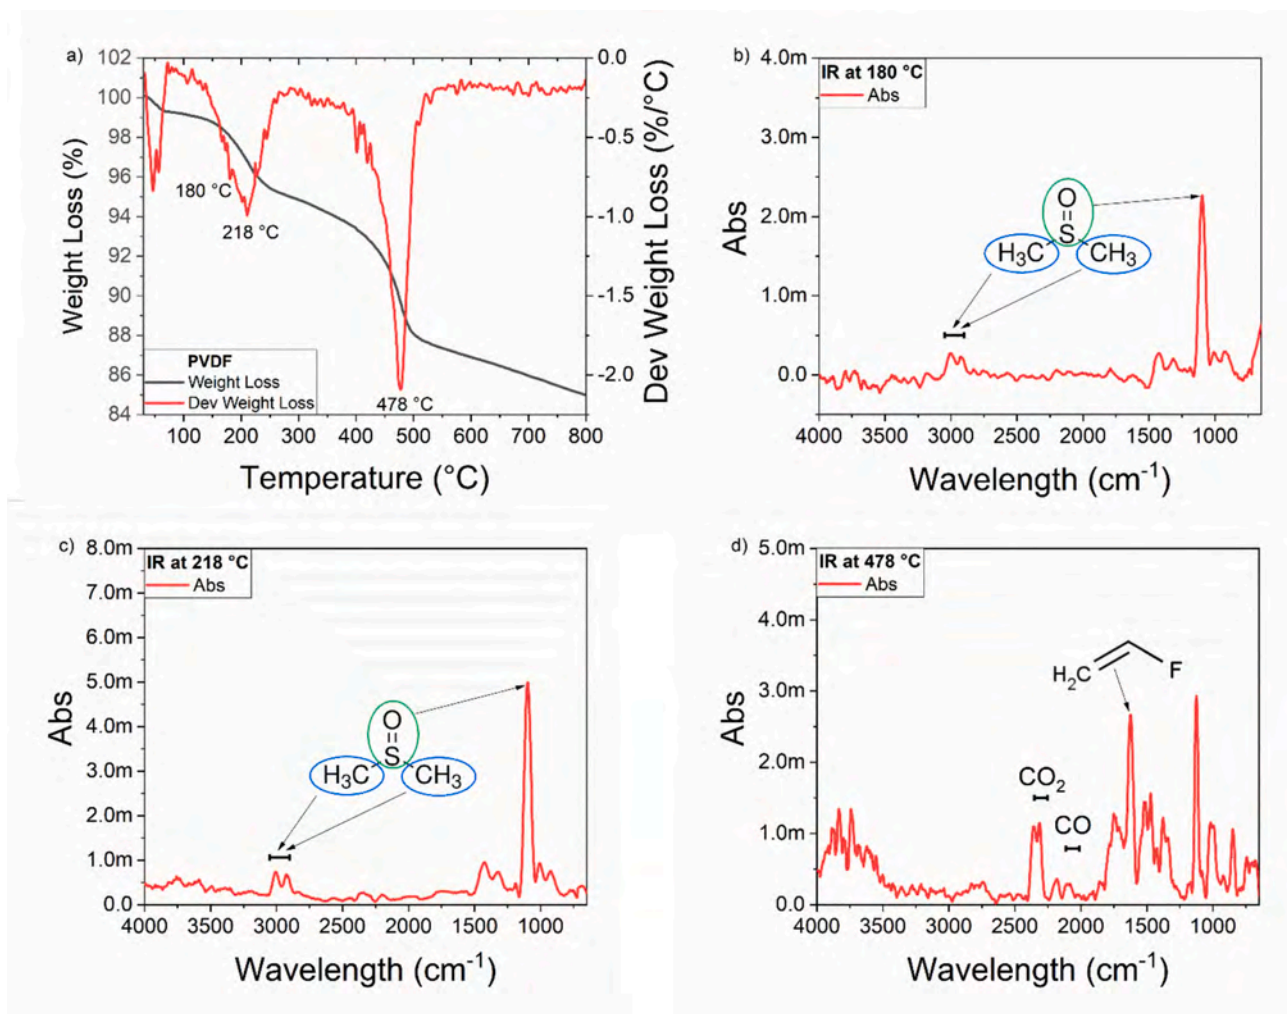 a)
102
100
98
96
94
92
90
88
86
84
Weight Loss (%)
0.0
-0.5
-1.0
-1.5
-2.0
Dev Weight Loss (%/°C)
180 °C
218 °C
478 °C
PVDF
Weight Loss
Dev Weight Loss
100 200 300 400 500 600 700 800
Temperature (°C)
b)
4.0m
3.0m
2.0m
1.0m
0.0
Abs
IR at 180 °C
Abs
O
S
H₃C CH₃
4000 3500 3000 2500 2000 1500 1000
Wavelength (cm⁻¹)
c)
8.0m
7.0m
6.0m
5.0m
4.0m
3.0m
2.0m
1.0m
0.0
Abs
IR at 218 °C
Abs
O
S
H₃C CH₃
4000 3500 3000 2500 2000 1500 1000
Wavelength (cm⁻¹)
d)
5.0m
4.0m
3.0m
2.0m
1.0m
0.0
Abs
IR at 478 °C
Abs
H₂C F
CO₂
CO
4000 3500 3000 2500 2000 1500 1000
Wavelength (cm⁻¹)